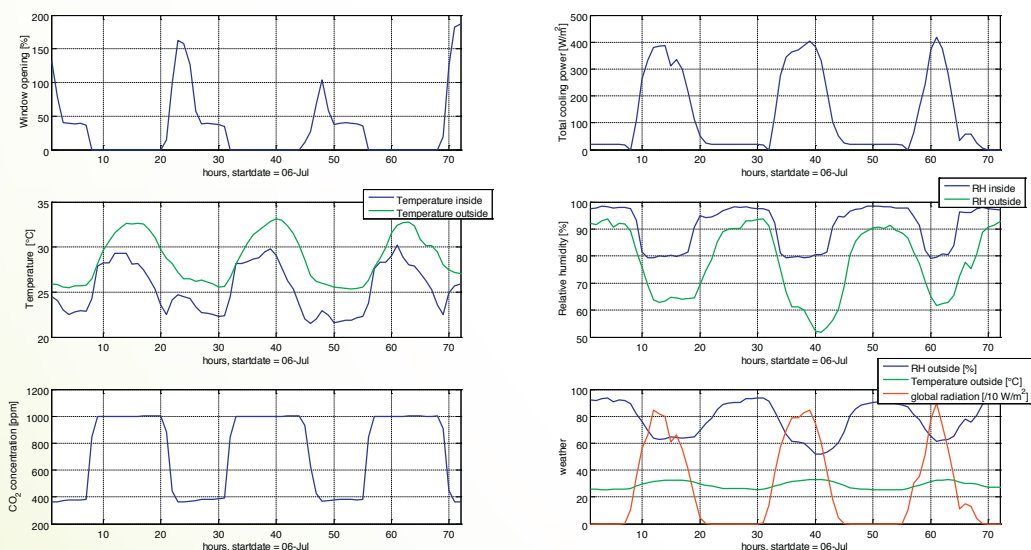 Window opening [%]
200
150
100
50
0
10 20 30 40 50 60 70
hours, startdate = 06-Jul
Total cooling power [W/m²]
500
400
200
0
10 20 30 40 50 60 70
hours, startdate = 06-Jul
Temperature inside
Temperature outside
Temperature [°C]
35
30
25
20
10 20 30 40 50 60 70
hours, startdate = 06-Jul
RH inside
RH outside
Relative humidity [%]
100
90
80
70
60
50
10 20 30 40 50 60 70
hours, startdate = 06-Jul
CO₂ concentration [ppm]
1200
1000
800
600
400
200
10 20 30 40 50 60 70
hours, startdate = 06-Jul
RH outside [%]
Temperature outside [°C]
global radiation [/10 W/m²]
weather
100
80
60
40
20
0
10 20 30 40 50 60 70
hours, startdate = 06-Jul